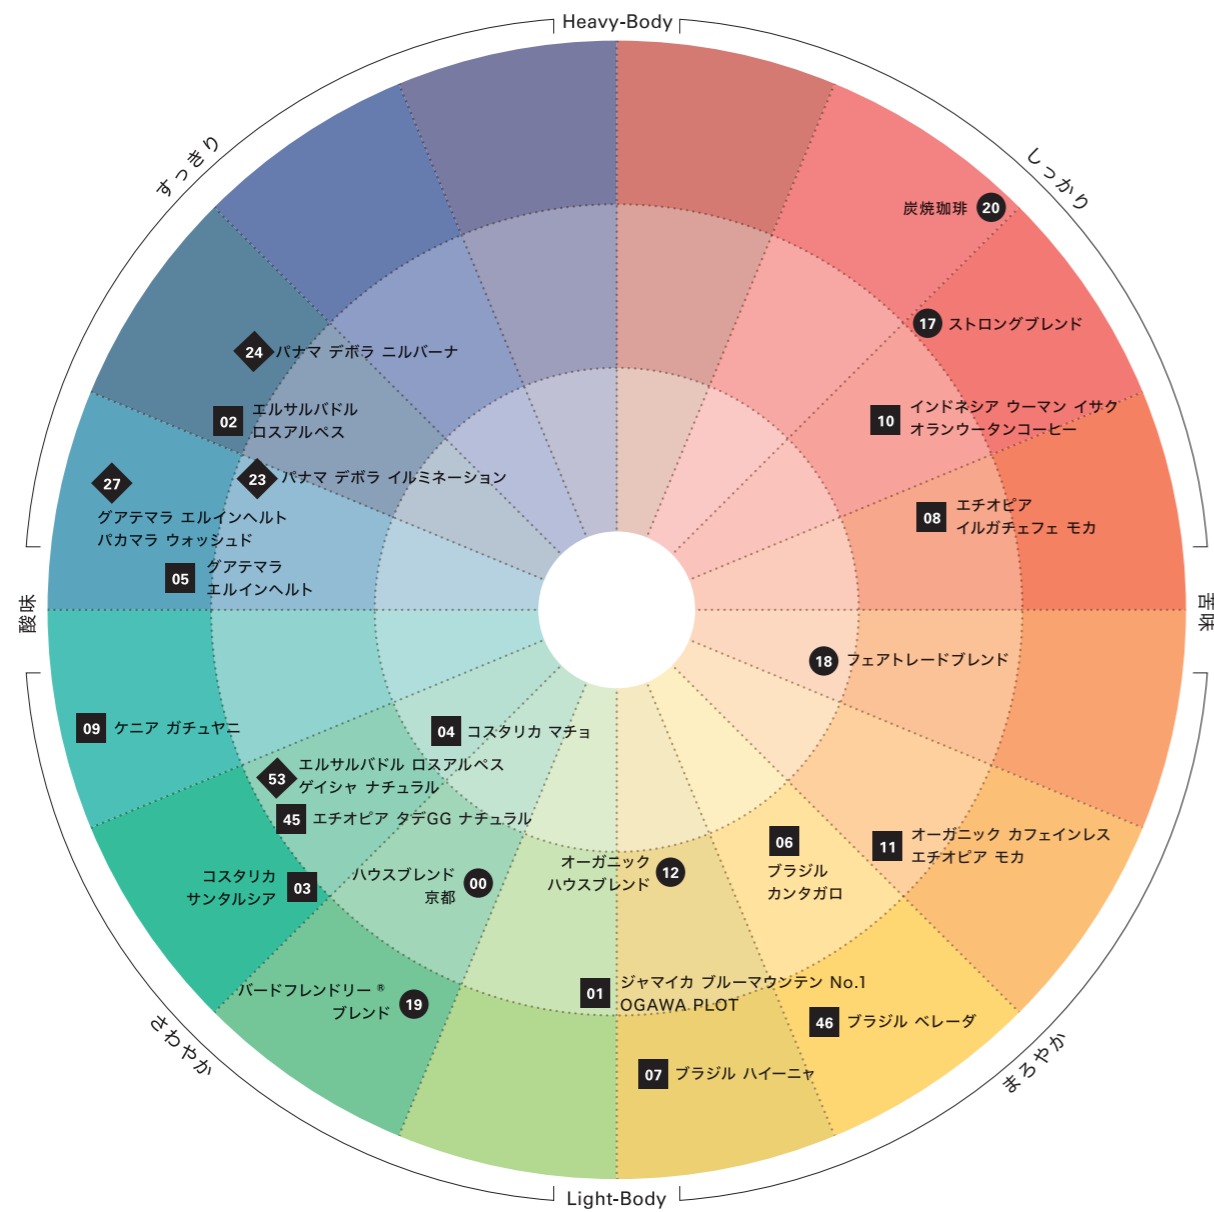 Heavy-Body
すっきり
しっかり
炭焼珈琲 20
17 ストロングブレンド
24 パナマ デボラ ニルバーナ
02 エルサルバドル
ロスアルペス
10 インドネシア ウーマン イサク
オランウータンコーヒー
23 パナマ デボラ イルミネーション
27
グアテマラ エルインヘルト
パカマラ ウォッシュド
08 エチオピア
イルガチェフェ モカ
05 グアテマラ
エルインヘルト
酸味
苦味
18 フェアトレードブレンド
09 ケニア ガチュヤニ
04 コスタリカ マチョ
53 エルサルバドル ロスアルペス
ゲイシャ ナチュラル
45 エチオピア タデGG ナチュラル
06
ブラジル
カンタガロ
11 オーガニック カフェインレス
エチオピア モカ
コスタリカ
サンタルシア 03
ハウスブレンド
京都 00
オーガニック
ハウスブレンド 12
バードフレンドリー®
ブレンド 19
01 ジャマイカ ブルーマウンテン No.1
OGAWA PLOT
46 ブラジル ベレーダ
07 ブラジル ハイーニャ
さわやか
まろやか
Light-Body